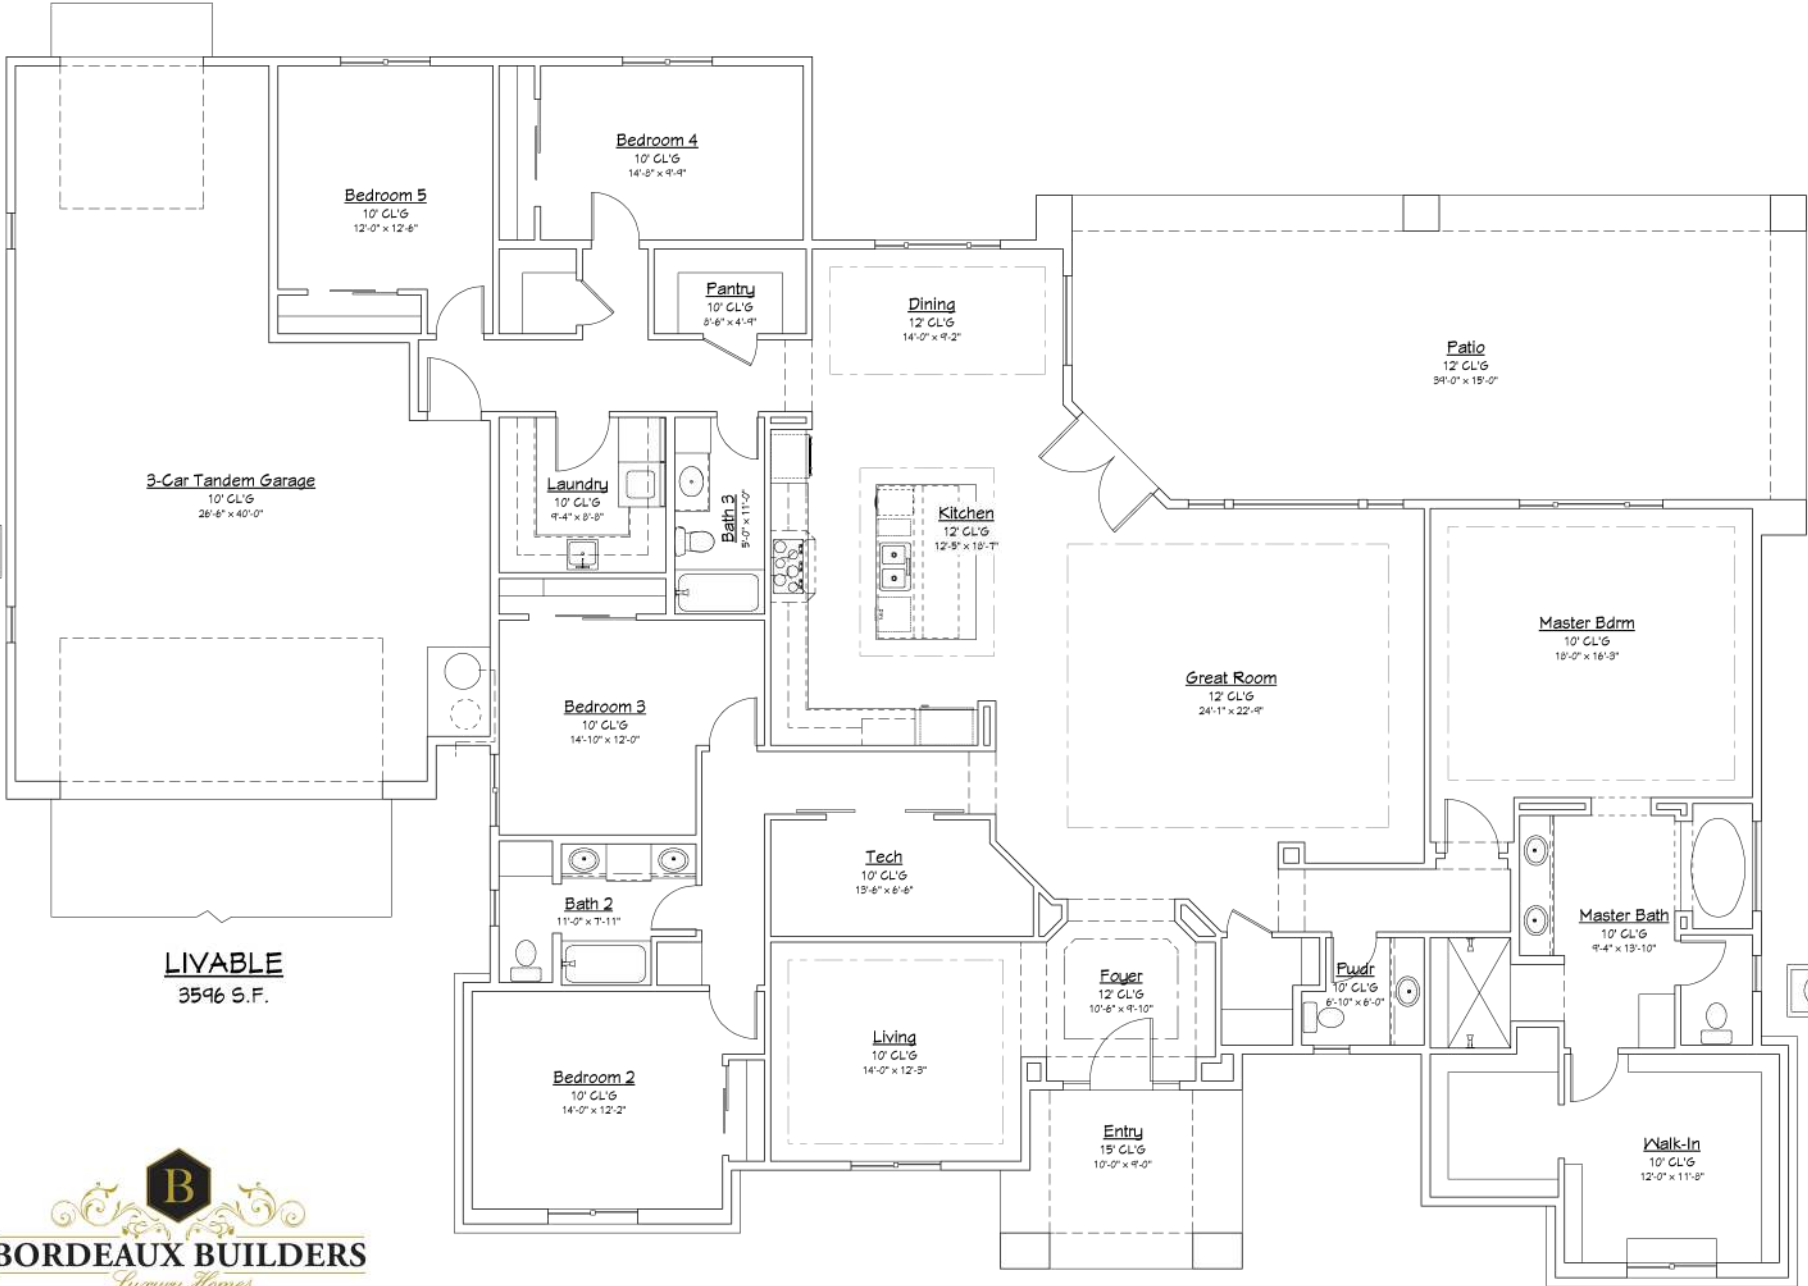 Bedroom 4
10' CL'G
14'-8" x 9'-9"
Bedroom 5
10' CL'G
12'-0" x 12'-6"
Pantry
10' CL'G
8'-6" x 4'-9"
Dining
12' CL'G
14'-0" x 9'-2"
Patio
12' CL'G
39'-0" x 15'-0"
3-Car Tandem Garage
10' CL'G
26'-6" x 40'-0"
Laundry
10' CL'G
9'-4" x 8'-8"
Bath 3
5'-0" x 11'-0"
Kitchen
12' CL'G
12'-5" x 18'-7"
Master Bdrm
10' CL'G
18'-0" x 16'-3"
Great Room
12' CL'G
24'-1" x 22'-9"
Bedroom 3
10' CL'G
14'-10" x 12'-0"
Tech
10' CL'G
13'-6" x 6'-6"
Bath 2
11'-0" x 7'-11"
Master Bath
10' CL'G
9'-4" x 13'-10"
LIVABLE
3596 S.F.
Foyer
12' CL'G
10'-6" x 9'-10"
Pwdr
10' CL'G
6'-10" x 6'-0"
Living
10' CL'G
14'-0" x 12'-3"
Bedroom 2
10' CL'G
14'-0" x 12'-2"
Entry
15' CL'G
10'-0" x 9'-0"
Walk-In
10' CL'G
12'-0" x 11'-8"
B
BORDEAUX BUILDERS
Luxury Homes